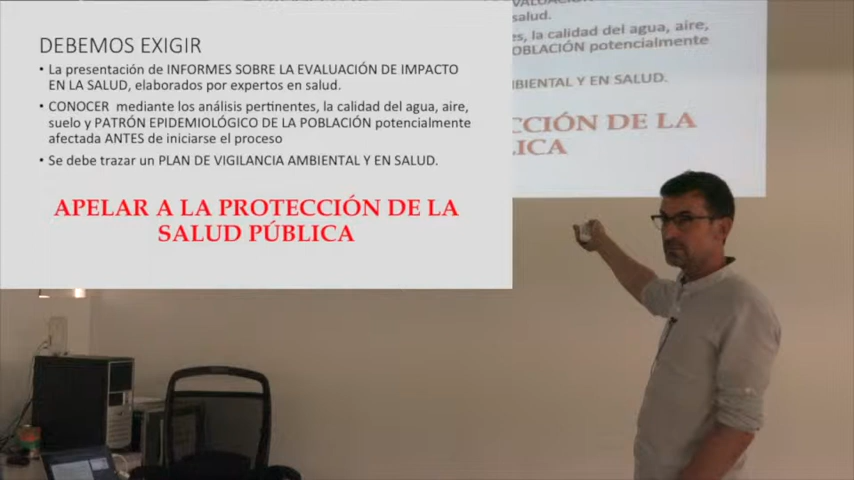 DEBEMOS EXIGIR
• La presentación de INFORMES SOBRE LA EVALUACIÓN DE IMPACTO
EN LA SALUD, elaborados por expertos en salud.
• CONOCER mediante los análisis pertinentes, la calidad del agua, aire,
suelo y PATRÓN EPIDEMIOLÓGICO DE LA POBLACIÓN potencialmente
afectada ANTES de iniciarse el proceso
• Se debe trazar un PLAN DE VIGILANCIA AMBIENTAL Y EN SALUD.
APELAR A LA PROTECCIÓN DE LA
SALUD PÚBLICA
salud.
s, la calidad del agua, aire,
OBLACIÓN potencialmente
BIENTAL Y EN SALUD.
CCIÓN DE LA
ICA